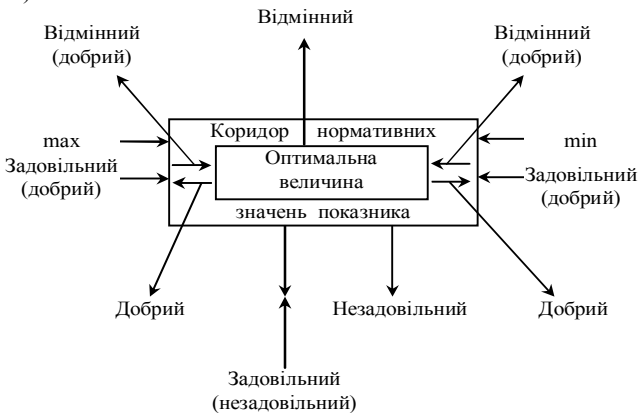 )
Відмінний
Відмінний
(добрий)
Відмінний
(добрий)
max
Коридор нормативних
min
Задовільний
(добрий)
Оптимальна
величина
Задовільний
(добрий)
значень показника
Добрий
Незадовільний
Добрий
Задовільний
(незадовільний)